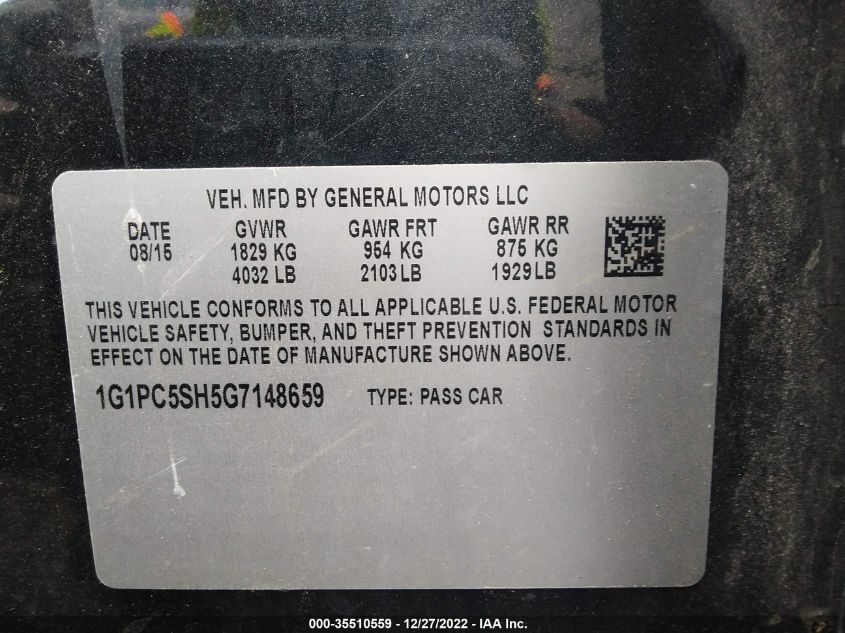 VEH. MFD BY GENERAL MOTORS LLC
DATE GVWR GAWR FRT GAWR RR
08/15 1829 KG 954 KG 875 KG
4032 LB 2103 LB 1929 LB
THIS VEHICLE CONFORMS TO ALL APPLICABLE U.S. FEDERAL MOTOR
VEHICLE SAFETY, BUMPER, AND THEFT PREVENTION STANDARDS IN
EFFECT ON THE DATE OF MANUFACTURE SHOWN ABOVE.
1G1PC5SH5G7148659 TYPE: PASS CAR
000-35510559 - 12/27/2022 - IAA Inc.